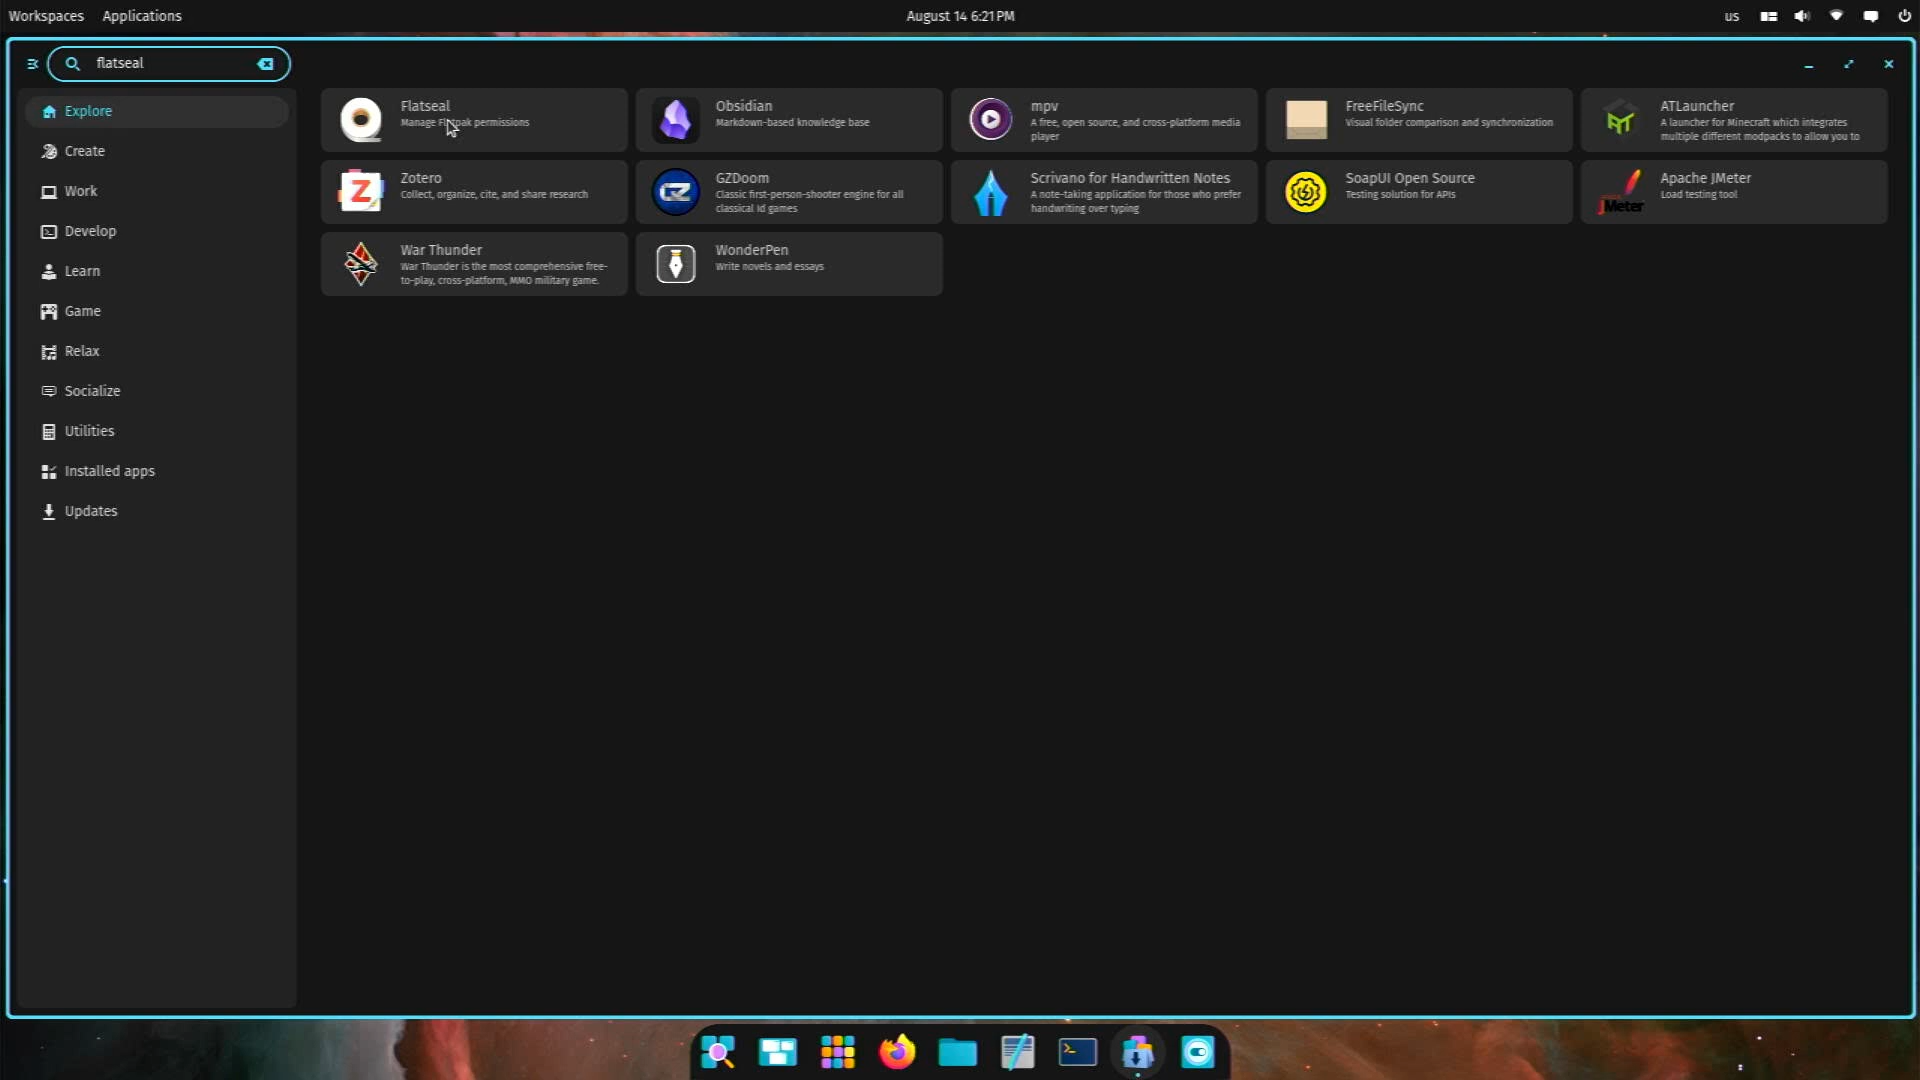 Workspaces Applications August 14 6:21 PM us
flatseal
Explore
Create
Work
Develop
Learn
Game
Relax
Socialize
Utilities
Installed apps
Updates
Flatseal
Manage Flatpak permissions
Obsidian
Markdown-based knowledge base
mpv
A free, open source, and cross-platform media
player
FreeFileSync
Visual folder comparison and synchronization
ATLauncher
A launcher for Minecraft which integrates
multiple different modpacks to allow you to
Zotero
Collect, organize, cite, and share research
GZDoom
Classic first-person-shooter engine for all
classical id games
Scrivano for Handwritten Notes
A note-taking application for those who prefer
handwriting over typing
SoapUI Open Source
Testing solution for APIs
JMeter
Apache JMeter
Load testing tool
War Thunder
War Thunder is the most comprehensive free-
to-play, cross-platform, MMO military game.
WonderPen
Write novels and essays